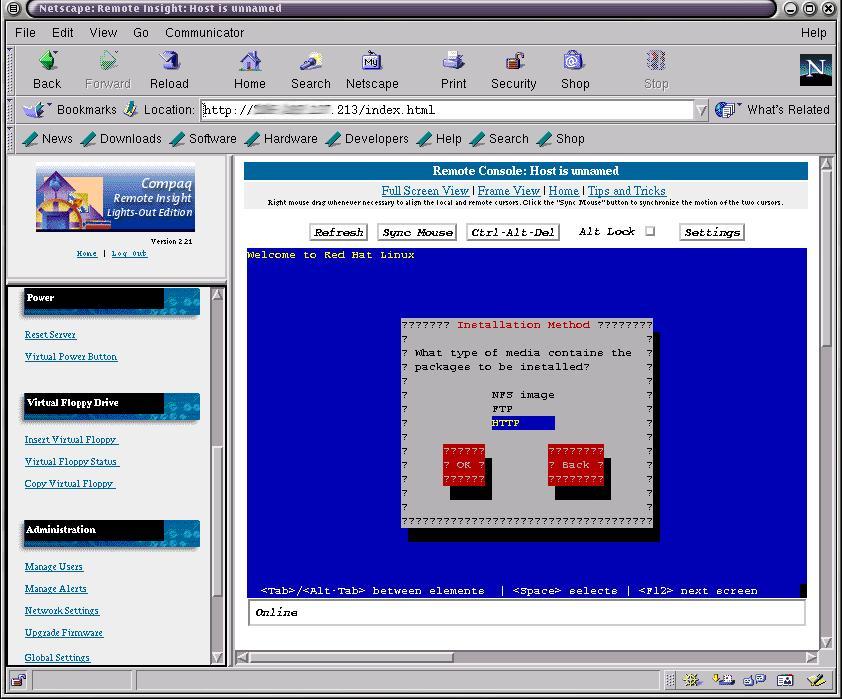 Netscape: Remote Insight: Host is unnamed
File Edit View Go Communicator Help
Back Forward Reload Home Search Netscape Print Security Shop Stop
My
N
Bookmarks Location: http:// .213/index.html What's Related
News Downloads Software Hardware Developers Help Search Shop
Compaq
Remote Insight
Lights-Out Edition
Version 2.21
Home | Log Out
Power
Reset Server
Virtual Power Button
Virtual Floppy Drive
Insert Virtual Floppy
Virtual Floppy Status
Copy Virtual Floppy
Administration
Manage Users
Manage Alerts
Network Settings
Upgrade Firmware
Global Settings
Remote Console: Host is unnamed
Full Screen View | Frame View | Home | Tips and Tricks
Right mouse drag whenever necessary to align the local and remote cursors. Click the "Sync Mouse" button to synchronize the motion of the two cursors.
Refresh Sync Mouse Ctrl-Alt-Del Alt Lock Settings
Welcome to Red Hat Linux
??????? Installation Method ????????
? ?
? What type of media contains the ?
? packages to be installed? ?
? ?
? NFS image ?
? FTP ?
? HTTP ?
? ?
? ?????? ???????? ?
? ? OK ? ? Back ? ?
? ?????? ???????? ?
? ?
? ?
????????????????????????????????????
<Tab>/<Alt-Tab> between elements | <Space> selects | <F12> next screen
Online